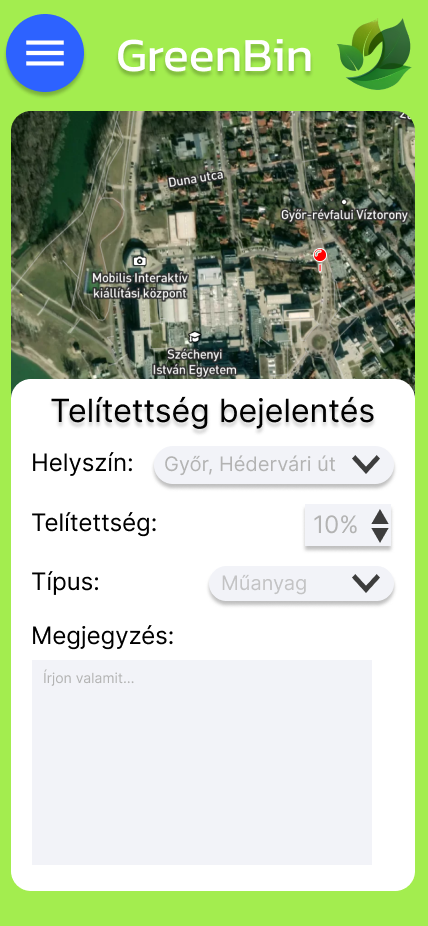 GreenBin
Duna utca
Győr-révfalui Víztorony
Mobilis Interaktív
kiállítási központ
Széchenyi
István Egyetem
Telítettség bejelentés
Helyszín:
Győr, Hédervári út
Telítettség:
10%
Típus:
Műanyag
Megjegyzés:
Írjon valamit...